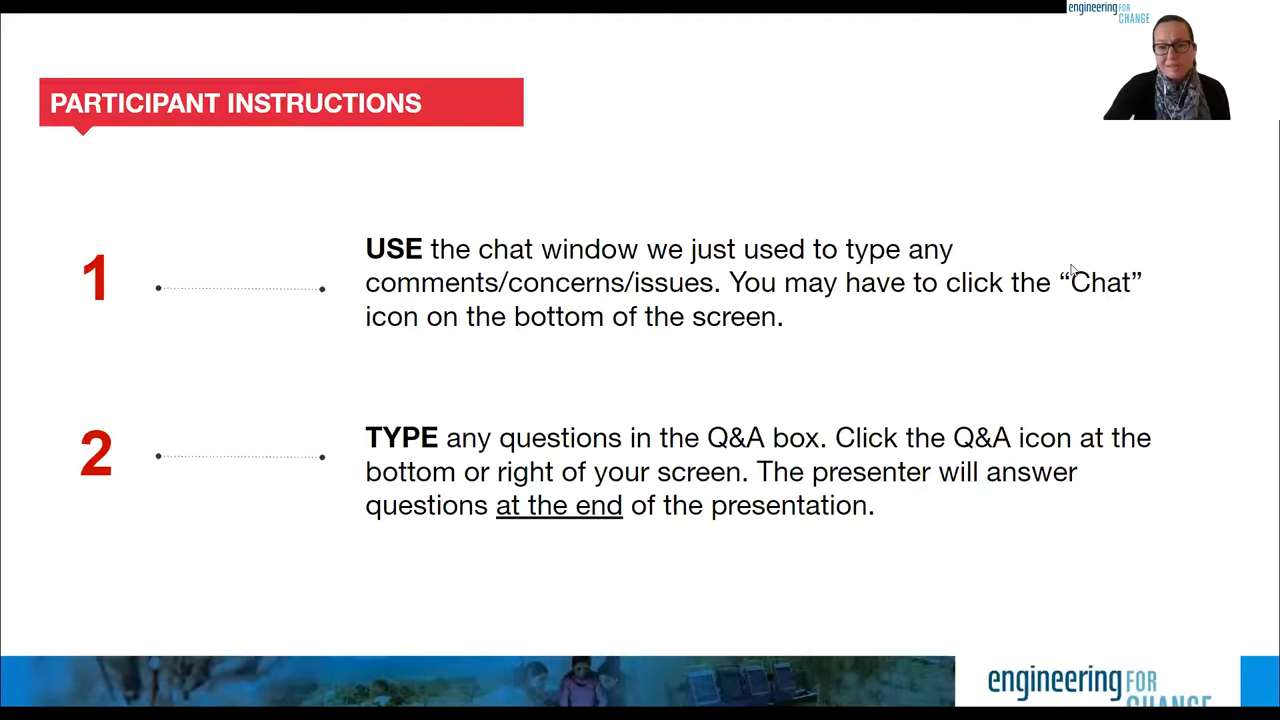 engineering FOR
CHANGE
PARTICIPANT INSTRUCTIONS
1
USE the chat window we just used to type any
comments/concerns/issues. You may have to click the “Chat”
icon on the bottom of the screen.
2
TYPE any questions in the Q&A box. Click the Q&A icon at the
bottom or right of your screen. The presenter will answer
questions at the end of the presentation.
engineering FOR
CHANGE